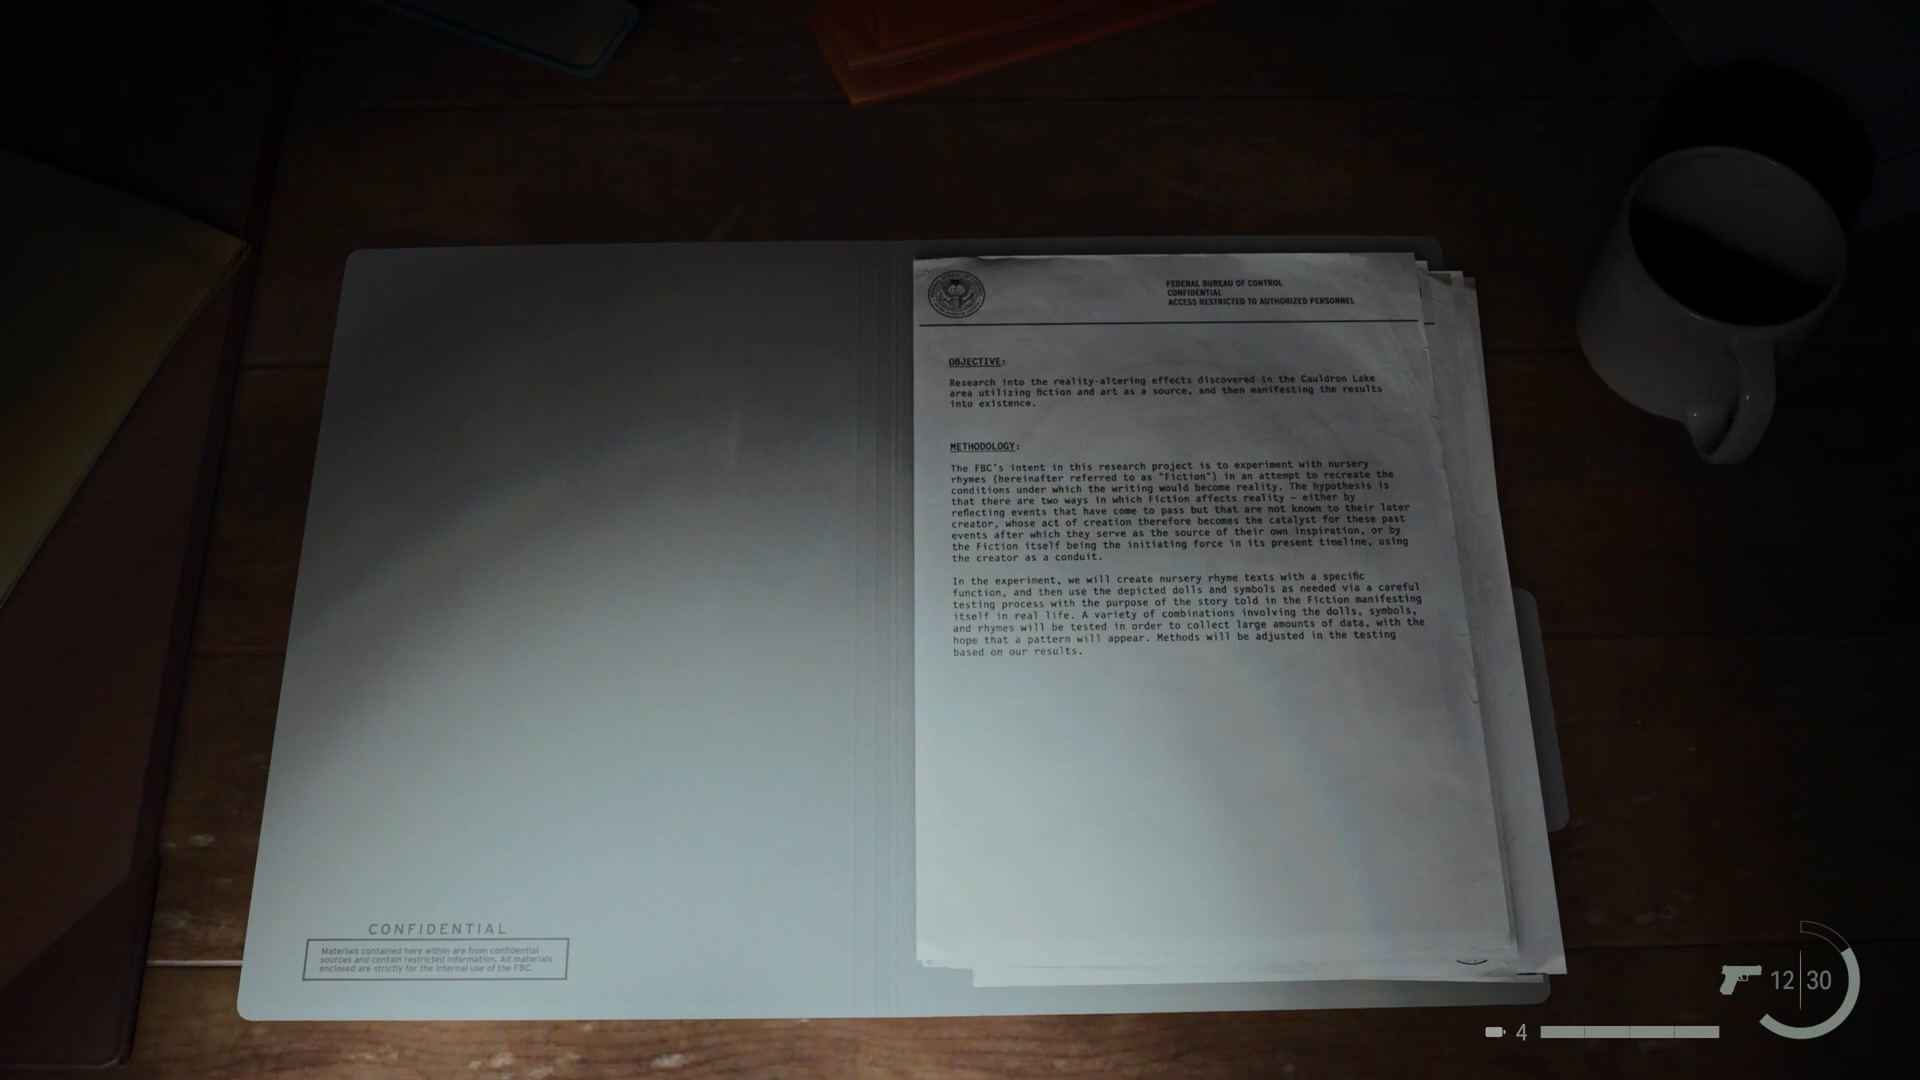 FEDERAL BUREAU OF CONTROL
CONFIDENTIAL
ACCESS RESTRICTED TO AUTHORIZED PERSONNEL
OBJECTIVE:
Research into the reality-altering effects discovered in the Cauldron Lake
area utilizing fiction and art as a source, and then manifesting the results
into existence.
METHODOLOGY:
The FBC's intent in this research project is to experiment with nursery
rhymes (hereinafter referred to as "Fiction") in an attempt to recreate the
conditions under which the writing would become reality. The hypothesis is
that there are two ways in which Fiction affects reality – either by
reflecting events that have come to pass but that are not known to their later
creator, whose act of creation therefore becomes the catalyst for these past
events after which they serve as the source of their own inspiration, or by
the Fiction itself being the initiating force in its present timeline, using
the creator as a conduit.
In the experiment, we will create nursery rhyme texts with a specific
function, and then use the depicted dolls and symbols as needed via a careful
testing process with the purpose of the story told in the Fiction manifesting
itself in real life. A variety of combinations involving the dolls, symbols,
and rhymes will be tested in order to collect large amounts of data, with the
hope that a pattern will appear. Methods will be adjusted in the testing
based on our results.
CONFIDENTIAL
Materials contained here within are from confidential
sources and contain restricted information. All materials
enclosed are strictly for the internal use of the FBC.
12 30
4